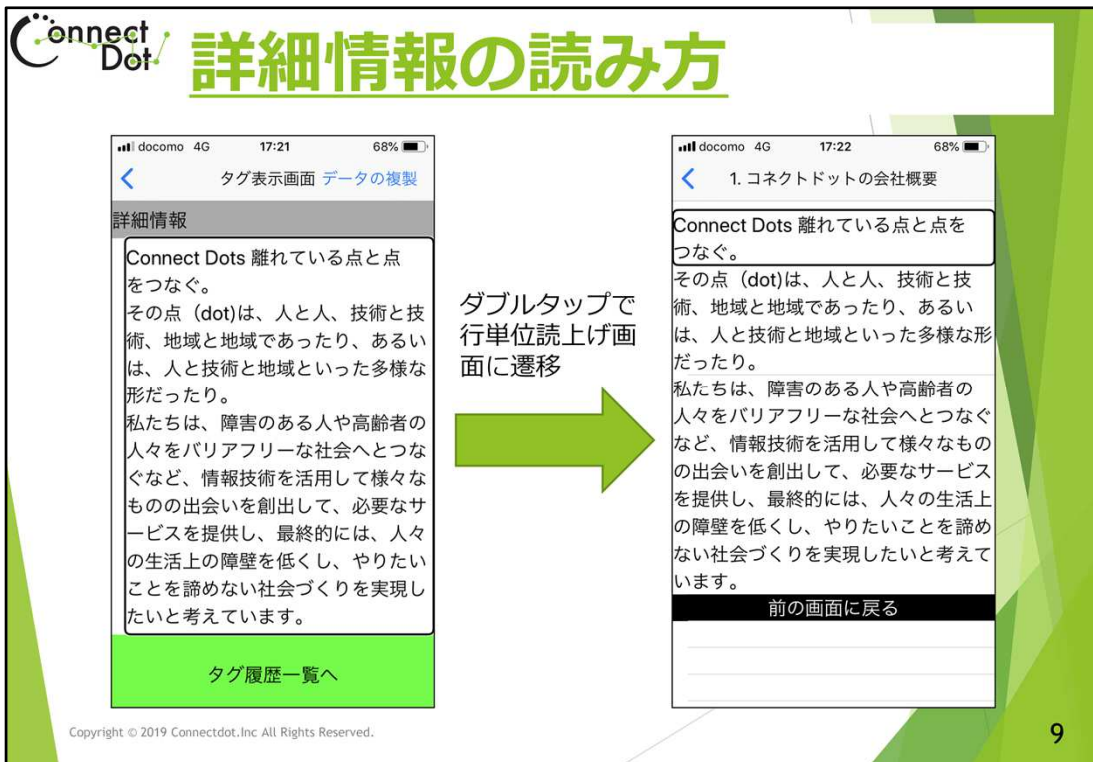 Connect
Dot
詳細情報の読み方
docomo 4G 17:21 68%
タグ表示画面 データの複製
詳細情報
Connect Dots 離れている点と点
をつなぐ。
その点（dot)は、人と人、技術と技
術、地域と地域であったり、あるい
は、人と技術と地域といった多様な
形だったり。
私たちは、障害のある人や高齢者の
人々をバリアフリーな社会へとつな
ぐなど、情報技術を活用して様々な
ものの出会いを創出して、必要なサ
ービスを提供し、最終的には、人々
の生活上の障壁を低くし、やりたい
ことを諦めない社会づくりを実現し
たいと考えています。
タグ履歴一覧へ
ダブルタップで
行単位読上げ画
面に遷移
docomo 4G 17:22 68%
1. コネクトドットの会社概要
Connect Dots 離れている点と点を
つなぐ。
その点（dot)は、人と人、技術と技
術、地域と地域であったり、あるい
は、人と技術と地域といった多様な形
だったり。
私たちは、障害のある人や高齢者の
人々をバリアフリーな社会へとつなぐ
など、情報技術を活用して様々なもの
の出会いを創出して、必要なサービス
を提供し、最終的には、人々の生活上
の障壁を低くし、やりたいことを諦め
ない社会づくりを実現したいと考えて
います。
前の画面に戻る
Copyright © 2019 Connectdot.Inc All Rights Reserved.
9